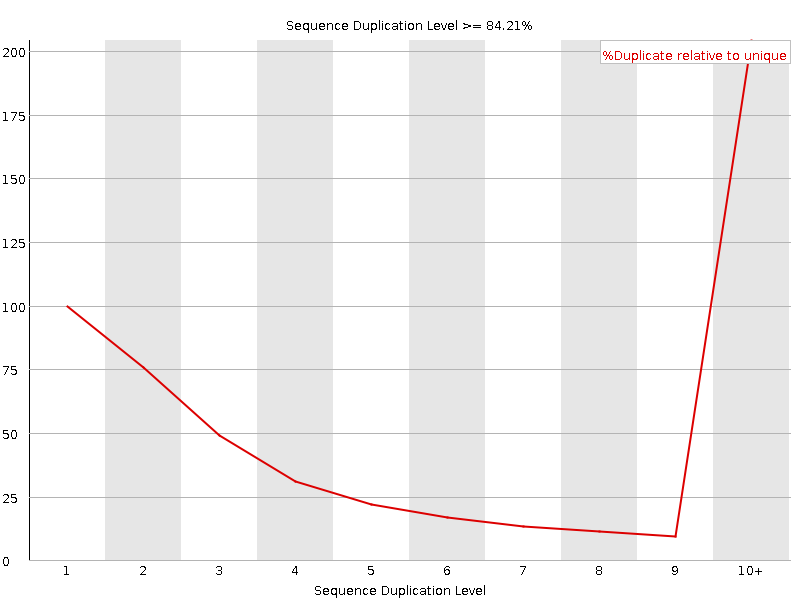 Sequence Duplication Level >= 84.21%
%Duplicate relative to unique
200
175
150
125
100
75
50
25
0
1 2 3 4 5 6 7 8 9 10+
Sequence Duplication Level